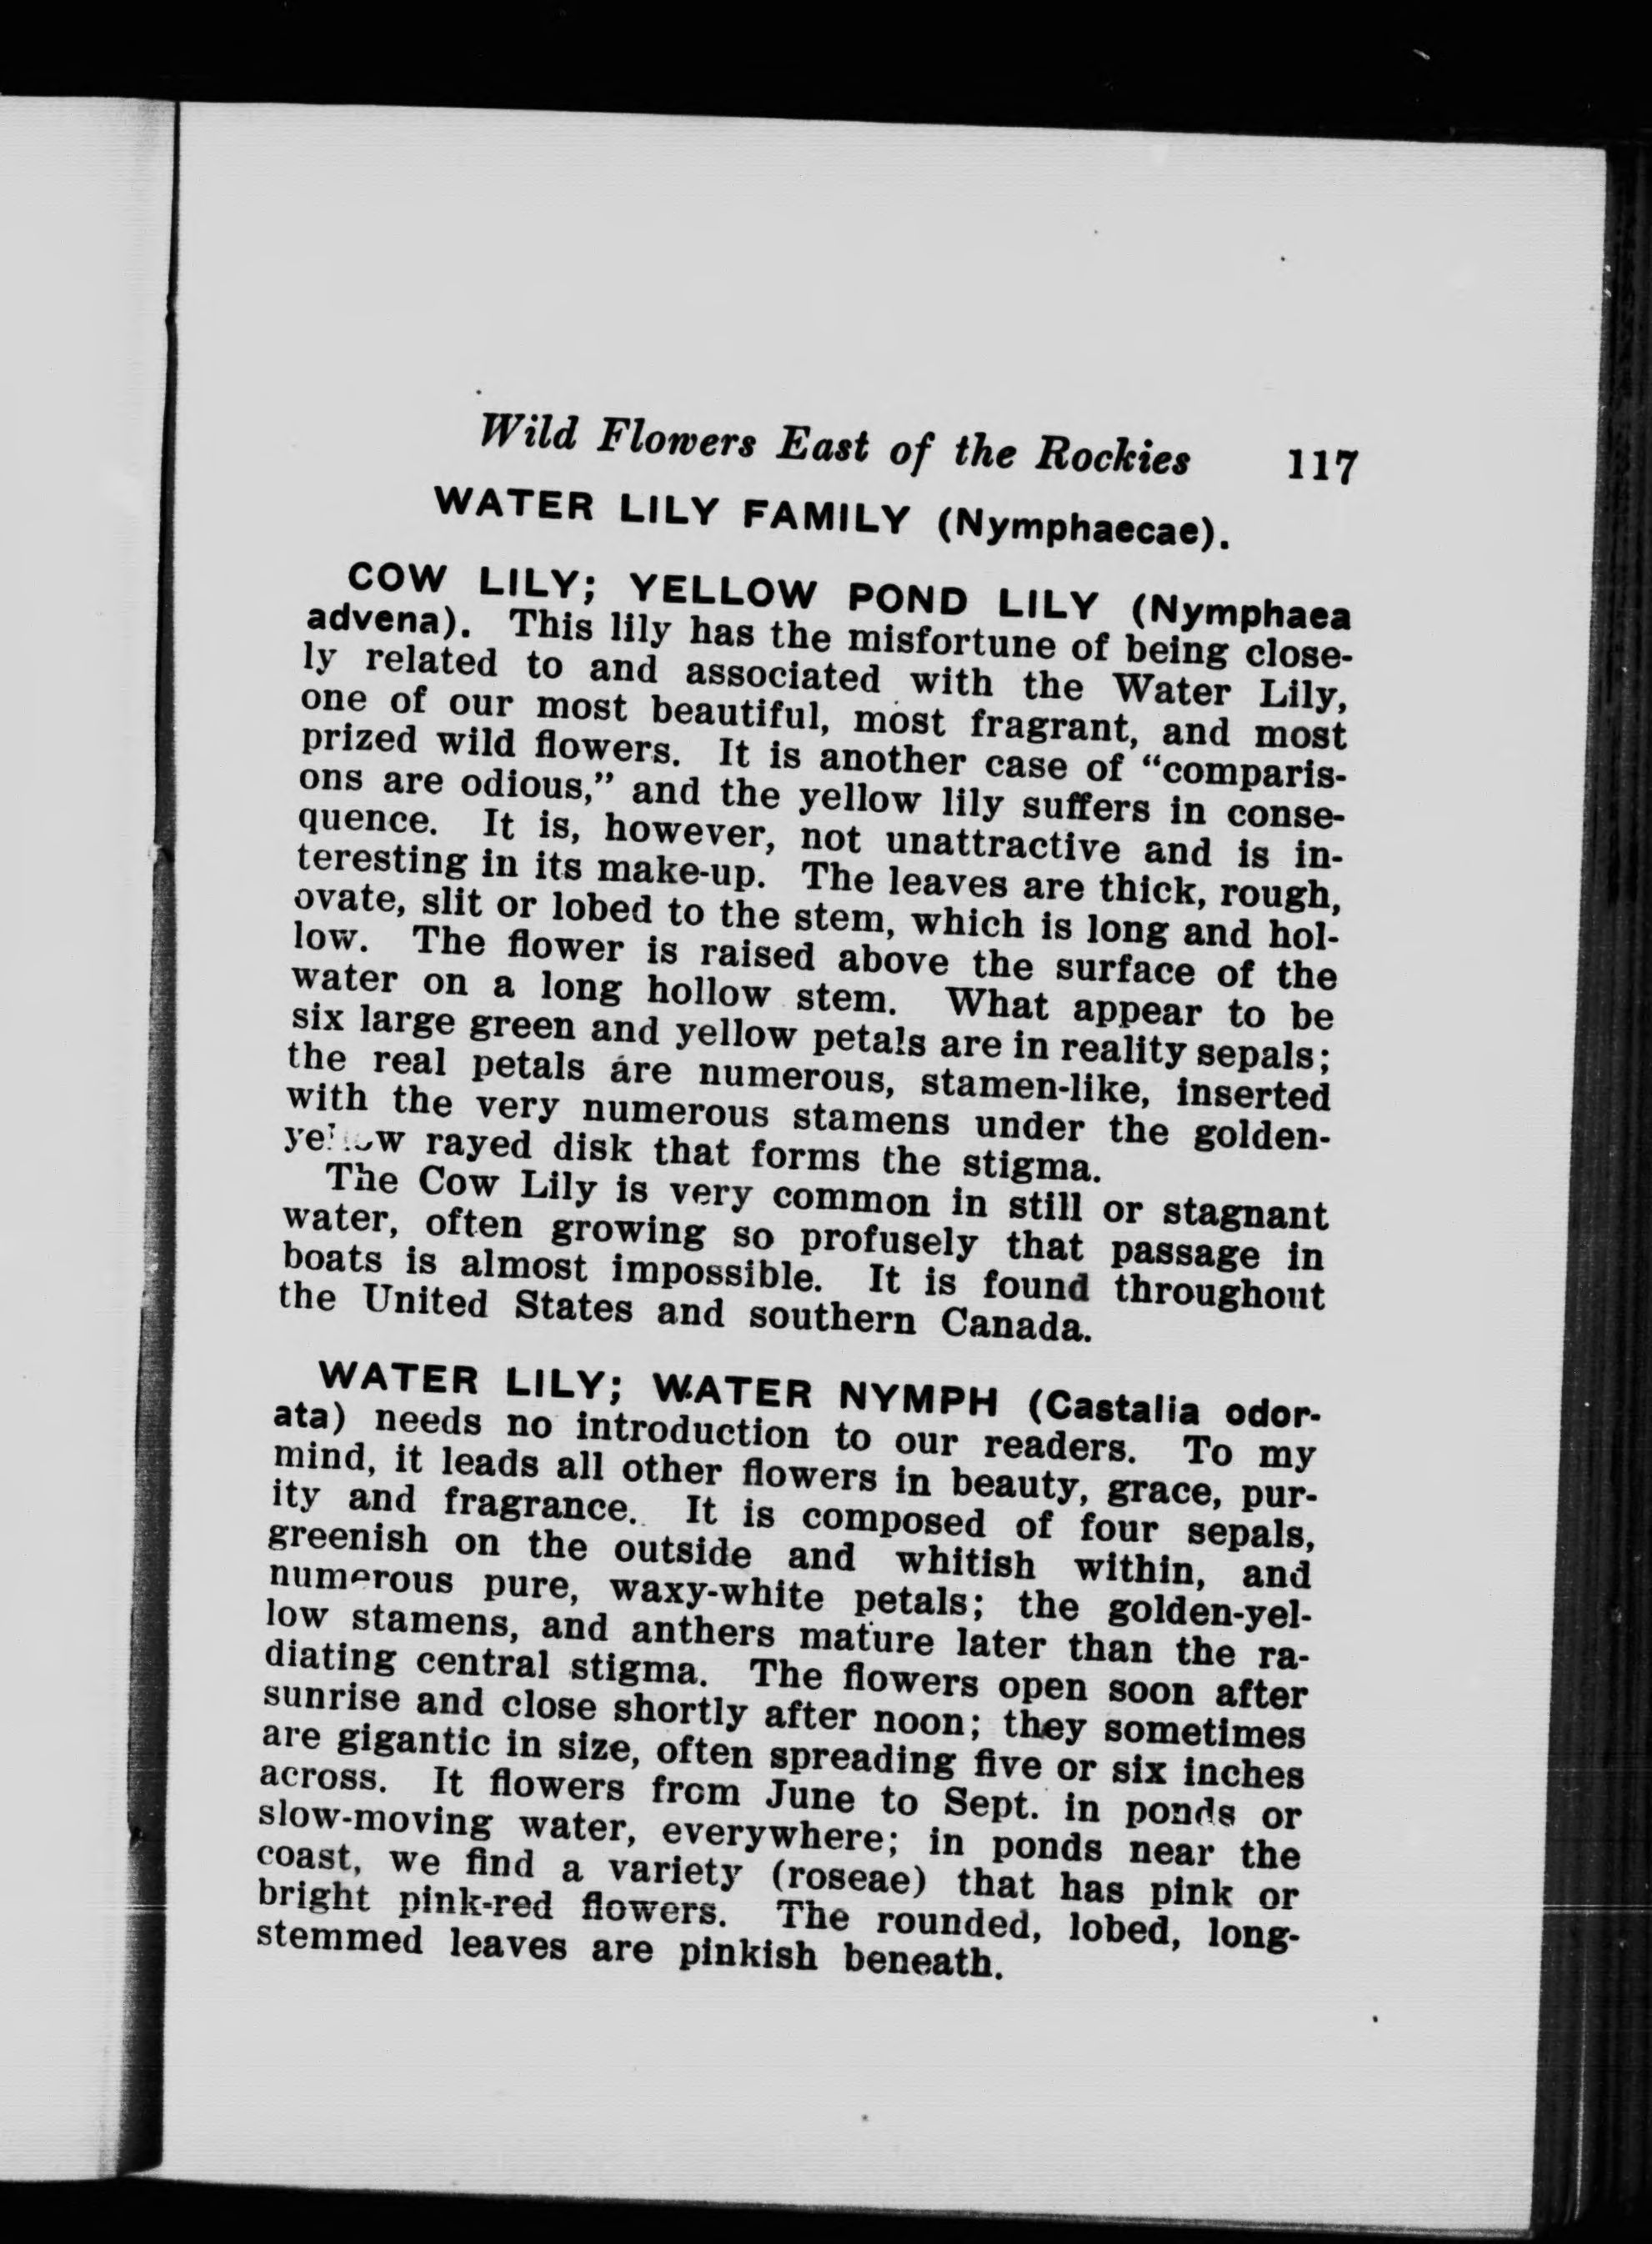 Wild Flowers East of the Rockies 117
WATER LILY FAMILY (Nymphaecae).
COW LILY; YELLOW POND LILY (Nymphaea
advena). This lily has the misfortune of being close-
ly related to and associated with the Water Lily,
one of our most beautiful, most fragrant, and most
prized wild flowers. It is another case of “comparis-
ons are odious,” and the yellow lily suffers in conse-
quence. It is, however, not unattractive and is in-
teresting in its make-up. The leaves are thick, rough,
ovate, slit or lobed to the stem, which is long and hol-
low. The flower is raised above the surface of the
water on a long hollow stem. What appear to be
six large green and yellow petals are in reality sepals;
the real petals are numerous, stamen-like, inserted
with the very numerous stamens under the golden-
yellow rayed disk that forms the stigma.
The Cow Lily is very common in still or stagnant
water, often growing so profusely that passage in
boats is almost impossible. It is found throughout
the United States and southern Canada.
WATER LILY; WATER NYMPH (Castalia odor-
ata) needs no introduction to our readers. To my
mind, it leads all other flowers in beauty, grace, pur-
ity and fragrance. It is composed of four sepals,
greenish on the outside and whitish within, and
numerous pure, waxy-white petals; the golden-yel-
low stamens, and anthers mature later than the ra-
diating central stigma. The flowers open soon after
sunrise and close shortly after noon; they sometimes
are gigantic in size, often spreading five or six inches
across. It flowers from June to Sept. in ponds or
slow-moving water, everywhere; in ponds near the
coast, we find a variety (roseae) that has pink or
bright pink-red flowers. The rounded, lobed, long-
stemmed leaves are pinkish beneath.